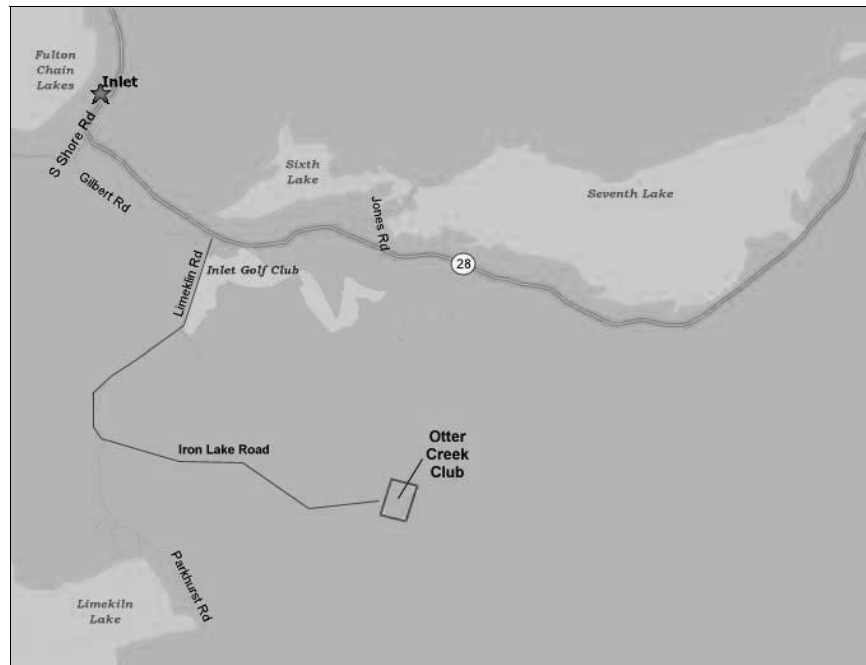 Fulton
Chain
Lakes
Inlet
S Shore Rd
Gilbert Rd
Sixth
Lake
Jones Rd
Seventh Lake
28
Limeklin Rd
Inlet Golf Club
Iron Lake Road
Otter
Creek
Club
Parkhurst Rd
Limekiln
Lake